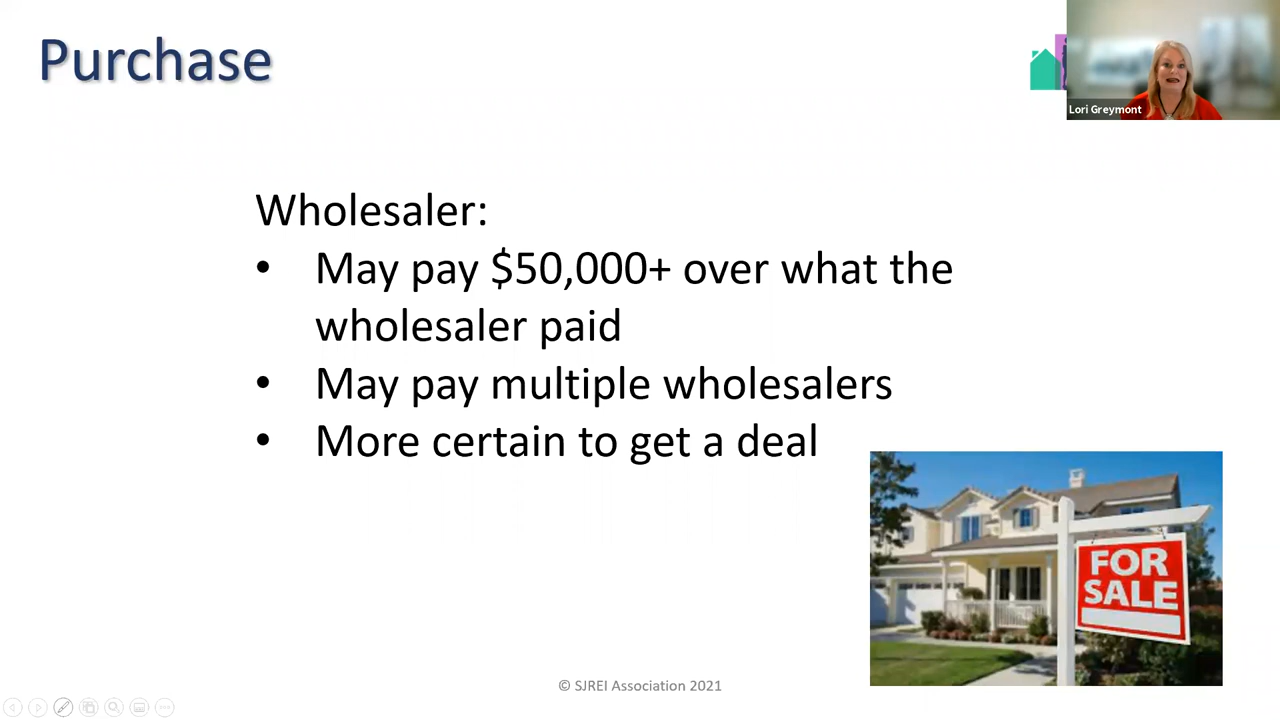 Purchase
Lori Greymont
Wholesaler:
• May pay $50,000+ over what the
wholesaler paid
• May pay multiple wholesalers
• More certain to get a deal
FOR
SALE
© SJREI Association 2021